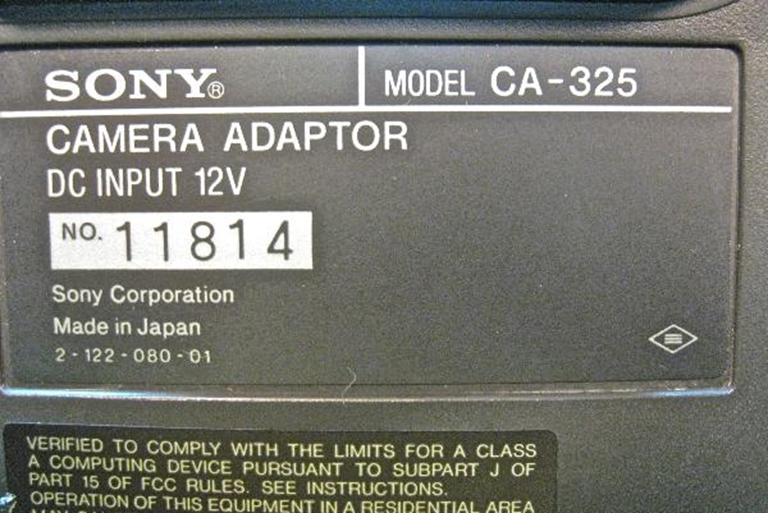 SONY® MODEL CA-325
CAMERA ADAPTOR
DC INPUT 12V
NO. 11814
Sony Corporation
Made in Japan
2-122-080-01
VERIFIED TO COMPLY WITH THE LIMITS FOR A CLASS
A COMPUTING DEVICE PURSUANT TO SUBPART J OF
PART 15 OF FCC RULES. SEE INSTRUCTIONS.
OPERATION OF THIS EQUIPMENT IN A RESIDENTIAL AREA